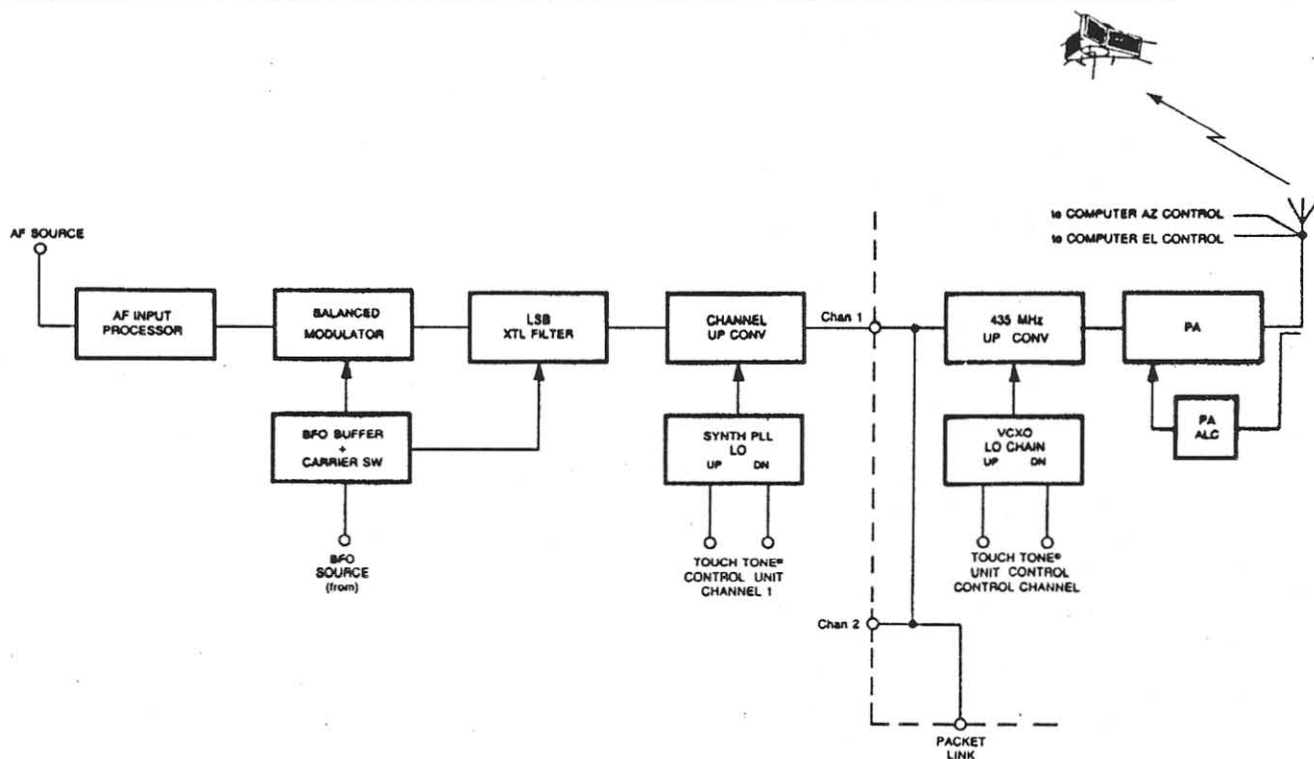 to COMPUTER AZ CONTROL
to COMPUTER EL CONTROL
AF SOURCE
AF INPUT
PROCESSOR
BALANCED
MODULATOR
LSB
XTL FILTER
CHANNEL
UP CONV
Chan 1
435 MHz
UP CONV
PA
BFO BUFFER
+
CARRIER SW
SYNTH PLL
LO
UP DN
VCXO
LO CHAIN
UP DN
PA
ALC
BFO
SOURCE
(from)
TOUCH TONE®
CONTROL UNIT
CHANNEL 1
TOUCH TONE®
UNIT CONTROL
CONTROL CHANNEL
Chan 2
PACKET
LINK